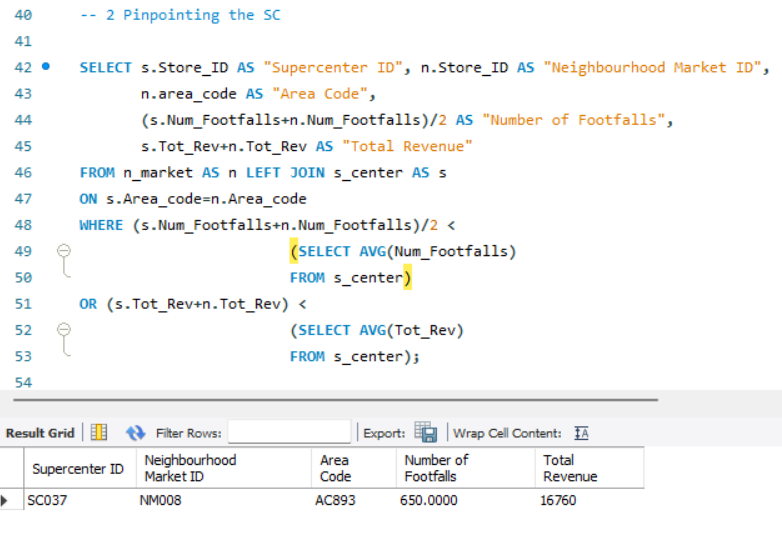 40 -- 2 Pinpointing the SC
41
42 SELECT s.Store_ID AS "Supercenter ID", n.Store_ID AS "Neighbourhood Market ID",
43 n.area_code AS "Area Code",
44 (s.Num_Footfalls+n.Num_Footfalls)/2 AS "Number of Footfalls",
45 s.Tot_Rev+n.Tot_Rev AS "Total Revenue"
46 FROM n_market AS n LEFT JOIN s_center AS s
47 ON s.Area_code=n.Area_code
48 WHERE (s.Num_Footfalls+n.Num_Footfalls)/2 <
49 (SELECT AVG(Num_Footfalls)
50 FROM s_center)
51 OR (s.Tot_Rev+n.Tot_Rev) <
52 (SELECT AVG(Tot_Rev)
53 FROM s_center);
54
Result Grid Filter Rows: Export: Wrap Cell Content: IA
Supercenter ID Neighbourhood Market ID Area Code Number of Footfalls Total Revenue
SC037 NM008 AC893 650.0000 16760